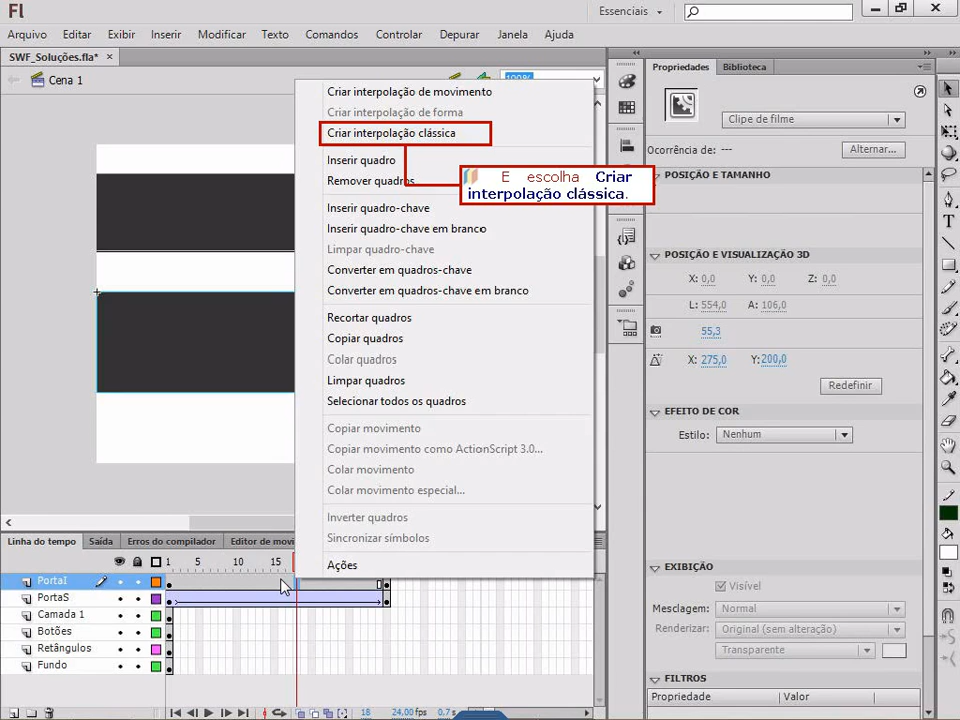 Fl
Essenciais
Arquivo Editar Exibir Inserir Modificar Texto Comandos Controlar Depurar Janela Ajuda
SWF_Soluções.fla*
Cena 1
100%
Criar interpolação de movimento
Criar interpolação de forma
Criar interpolação clássica
Inserir quadro
Remover quadros
E escolha Criar
interpolação clássica.
Inserir quadro-chave
Inserir quadro-chave em branco
Limpar quadro-chave
Converter em quadros-chave
Converter em quadros-chave em branco
Recortar quadros
Copiar quadros
Colar quadros
Limpar quadros
Selecionar todos os quadros
Copiar movimento
Copiar movimento como ActionScript 3.0...
Colar movimento
Colar movimento especial...
Inverter quadros
Sincronizar símbolos
Ações
Propriedades Biblioteca
Clipe de filme
Ocorrência de: --- Alternar...
POSIÇÃO E TAMANHO
POSIÇÃO E VISUALIZAÇÃO 3D
X: 0,0 Y: 0,0 Z: 0,0
L: 554,0 A: 106,0
55,3
X: 275,0 Y: 200,0
Redefinir
EFEITO DE COR
Estilo: Nenhum
EXIBIÇÃO
Visível
Mesclagem: Normal
Renderizar: Original (sem alteração)
Transparente
FILTROS
Propriedade Valor
Linha do tempo Saída Erros do compilador Editor de movi
1 5 10 15
PortaI
PortaS
Camada 1
Botões
Retângulos
Fundo
18 24.00 fps 0.7 s